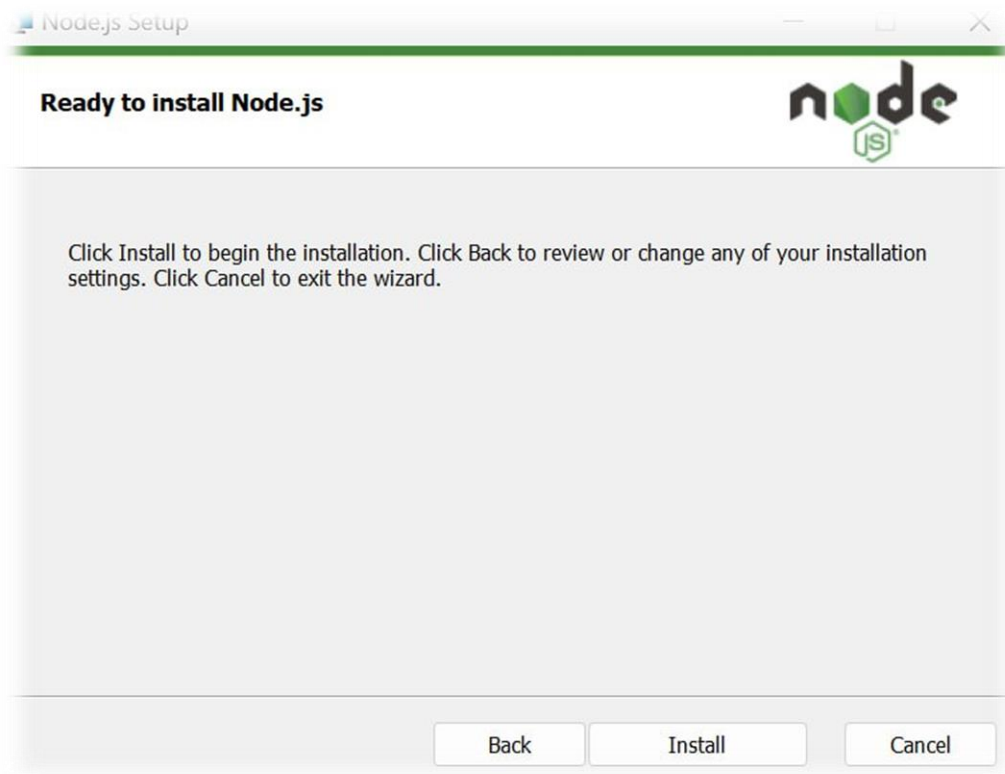 Node.js Setup
Ready to install Node.js
node
JS
Click Install to begin the installation. Click Back to review or change any of your installation
settings. Click Cancel to exit the wizard.
Back
Install
Cancel